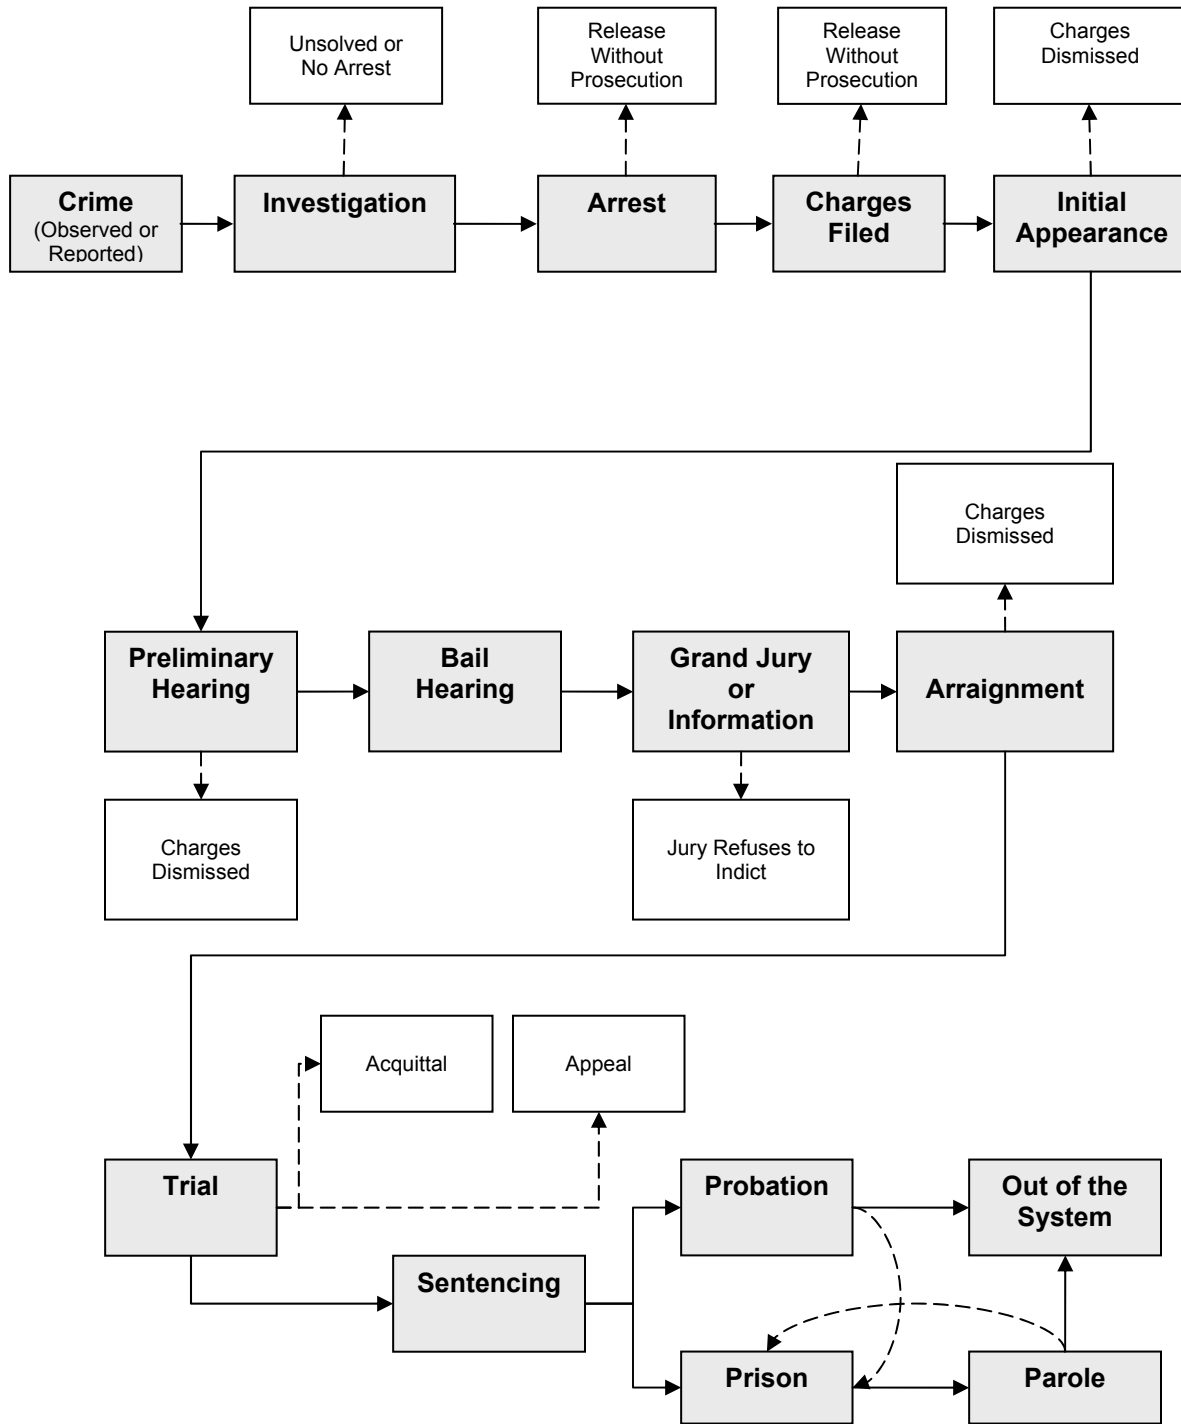 Unsolved or
No Arrest
Release
Without
Prosecution
Release
Without
Prosecution
Charges
Dismissed
Crime
(Observed or
Reported)
Investigation
Arrest
Charges
Filed
Initial
Appearance
Charges
Dismissed
Preliminary
Hearing
Bail
Hearing
Grand Jury
or
Information
Arraignment
Charges
Dismissed
Jury Refuses to
Indict
Acquittal
Appeal
Trial
Probation
Out of the
System
Sentencing
Prison
Parole